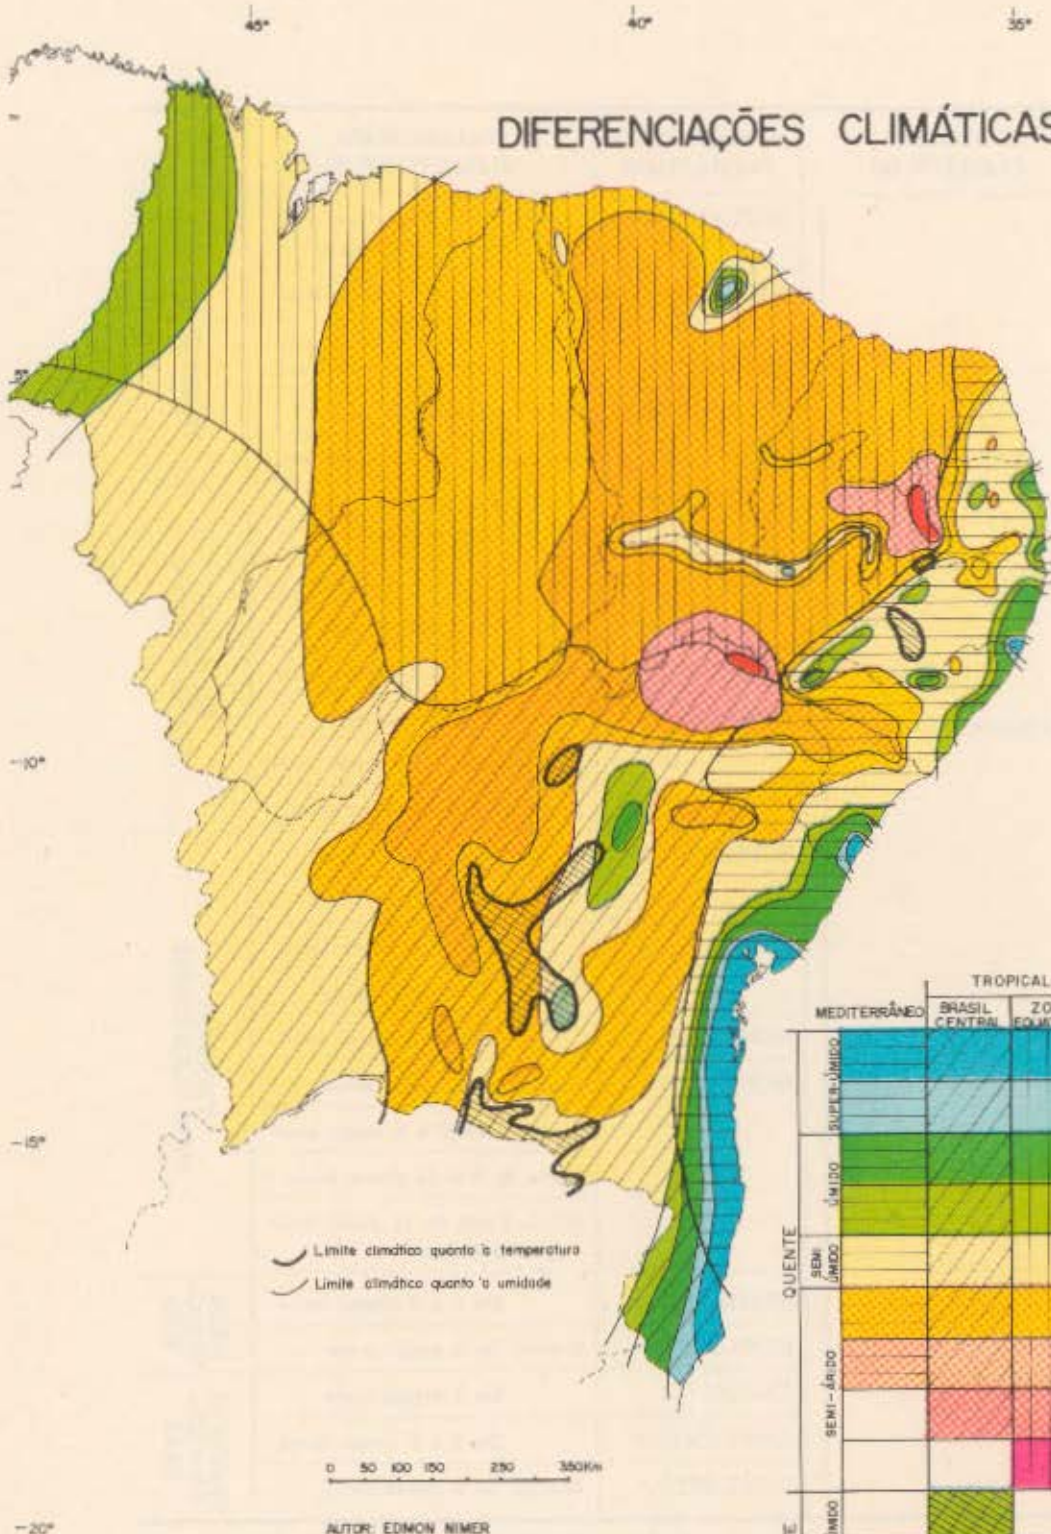 45° 40° 35°
DIFERENCIAÇÕES CLIMÁTICAS
5°
-10°
-15°
-20°
Limite climático quanto à temperatura
Limite climático quanto à umidade
0 50 100 150 250 350Km
AUTOR: EDMON NIMER
TROPICAL
MEDITERRÂNEO BRASIL CENTRAL ZO EQUA
QUENTE
SUPER-ÚMIDO
ÚMIDO
SEMI ÚMIDO
SEMI-ÁRIDO